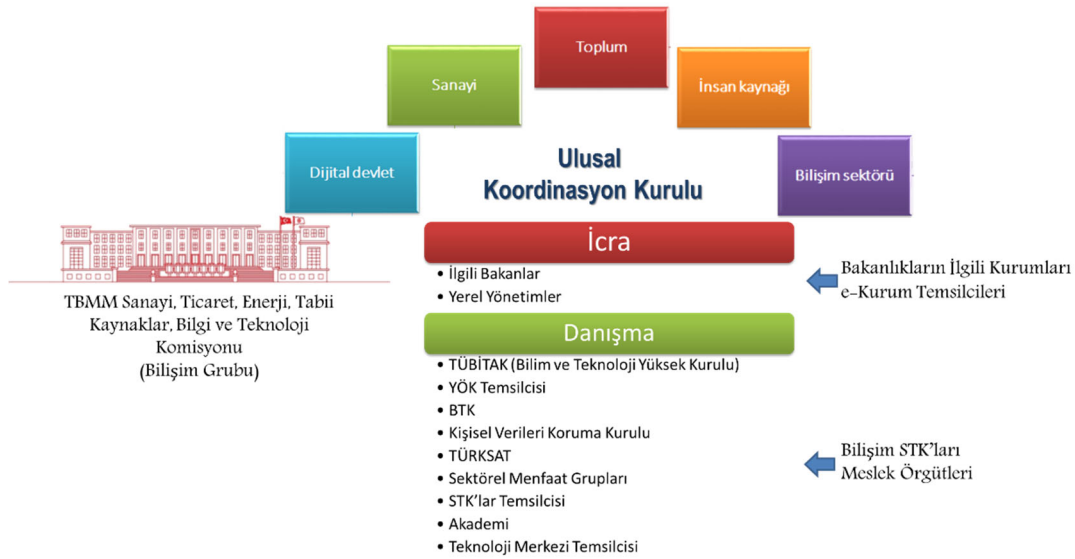 Toplum
Sanayi
İnsan kaynağı
Dijital devlet
Bilişim sektörü
Ulusal
Koordinasyon Kurulu
İcra
• İlgili Bakanlar
• Yerel Yönetimler
Bakanlıkların İlgili Kurumları
e-Kurum Temsilcileri
TBMM Sanayi, Ticaret, Enerji, Tabii
Kaynaklar, Bilgi ve Teknoloji
Komisyonu
(Bilişim Grubu)
Danışma
• TÜBİTAK (Bilim ve Teknoloji Yüksek Kurulu)
• YÖK Temsilcisi
• BTK
• Kişisel Verileri Koruma Kurulu
• TÜRKSAT
• Sektörel Menfaat Grupları
• STK'lar Temsilcisi
• Akademi
• Teknoloji Merkezi Temsilcisi
Bilişim STK'ları
Meslek Örgütleri